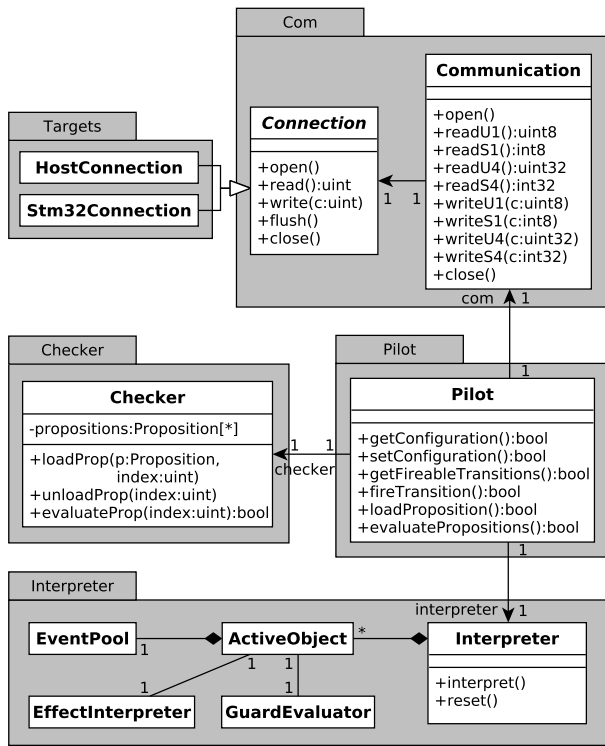 Com
Communication
+open()
+readU1():uint8
+readS1():int8
+readU4():uint32
+readS4():int32
+writeU1(c:uint8)
+writeS1(c:int8)
+writeU4(c:uint32)
+writeS4(c:int32)
+close()
Connection
+open()
+read():uint
+write(c:uint)
+flush()
+close()
1 1
Targets
HostConnection
Stm32Connection
com 1
1
Checker
Checker
-propositions:Proposition[*]
+loadProp(p:Proposition,
index:uint)
+unloadProp(index:uint)
+evaluateProp(index:uint):bool
1 1
checker
Pilot
Pilot
+getConfiguration():bool
+setConfiguration():bool
+getFireableTransitions():bool
+fireTransition():bool
+loadProposition():bool
+evaluatePropositions():bool
1
interpreter 1
Interpreter
EventPool
1
ActiveObject
*
Interpreter
+interpret()
+reset()
1 1
1 1
EffectInterpreter
GuardEvaluator